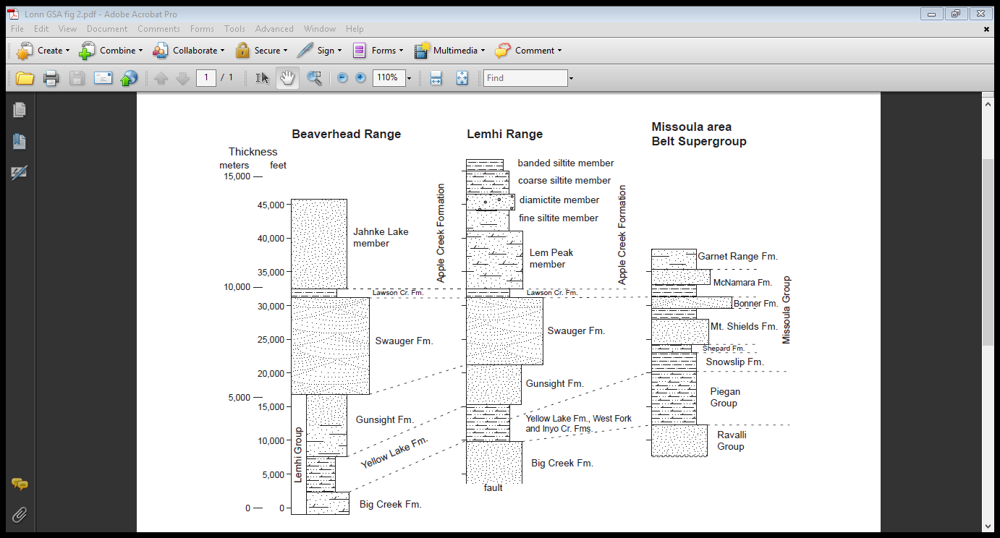 Lonn GSA fig 2.pdf - Adobe Acrobat Pro
File Edit View Document Comments Forms Tools Advanced Window Help
Create Combine Collaborate Secure Sign Forms Multimedia Comment
1 / 1 110% Find
Beaverhead Range
Lemhi Range
Missoula area
Belt Supergroup
Thickness
meters feet
15,000
45,000
40,000
35,000
10,000
30,000
25,000
20,000
5,000
15,000
10,000
5,000
0 0
Jahnke Lake
member
Apple Creek Formation
Lawson Cr. Fm.
Swauger Fm.
Gunsight Fm.
Lemhi Group
Yellow Lake Fm.
Big Creek Fm.
banded siltite member
coarse siltite member
diamictite member
fine siltite member
Lem Peak
member
Apple Creek Formation
Lawson Cr. Fm.
Swauger Fm.
Gunsight Fm.
Yellow Lake Fm., West Fork
and Inyo Cr. Fms.
Big Creek Fm.
fault
Garnet Range Fm.
McNamara Fm.
Bonner Fm.
Mt. Shields Fm.
Shepard Fm.
Snowslip Fm.
Missoula Group
Piegan
Group
Ravalli
Group